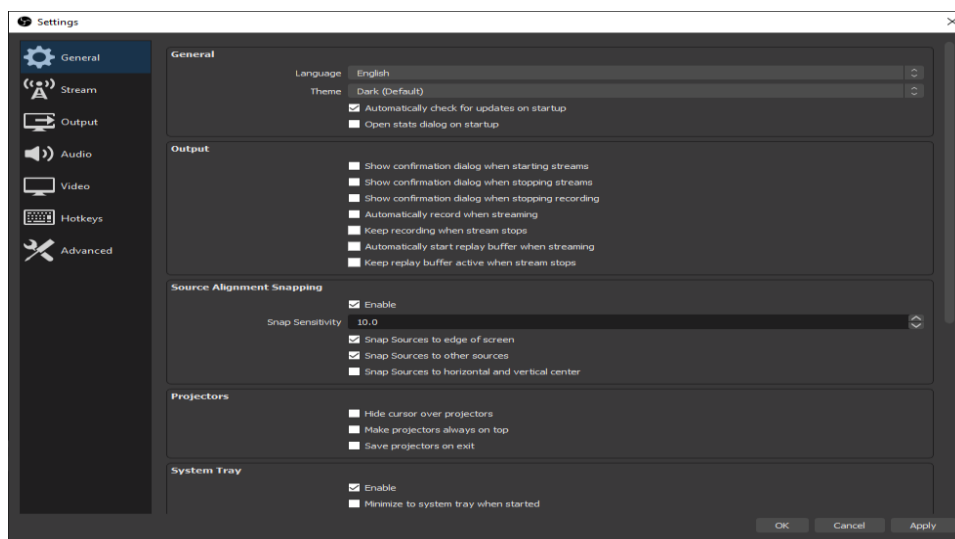 Settings
General
Stream
Output
Audio
Video
Hotkeys
Advanced
General
Language English
Theme Dark (Default)
Automatically check for updates on startup
Open stats dialog on startup
Output
Show confirmation dialog when starting streams
Show confirmation dialog when stopping streams
Show confirmation dialog when stopping recording
Automatically record when streaming
Keep recording when stream stops
Automatically start replay buffer when streaming
Keep replay buffer active when stream stops
Source Alignment Snapping
Enable
Snap Sensitivity 10.0
Snap Sources to edge of screen
Snap Sources to other sources
Snap Sources to horizontal and vertical center
Projectors
Hide cursor over projectors
Make projectors always on top
Save projectors on exit
System Tray
Enable
Minimize to system tray when started
OK Cancel Apply